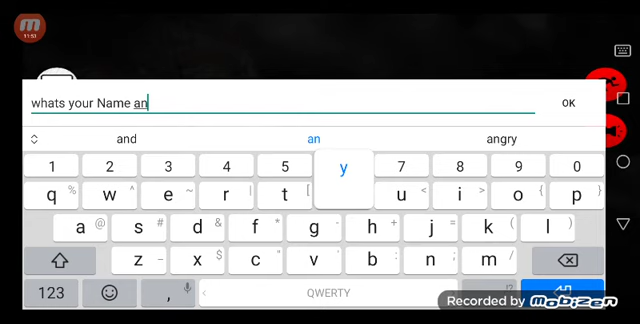 M
11:51
whats your Name an
OK
and an angry
1 2 3 4 5 y 7 8 9 0
q % w ^ e ~ r | t [ u < i > o { p }
a @ s # d & f * g - h + j = k ( l )
z _ x $ c " v ' b : n ; m /
123 , QWERTY !?
Recorded by Mobizen